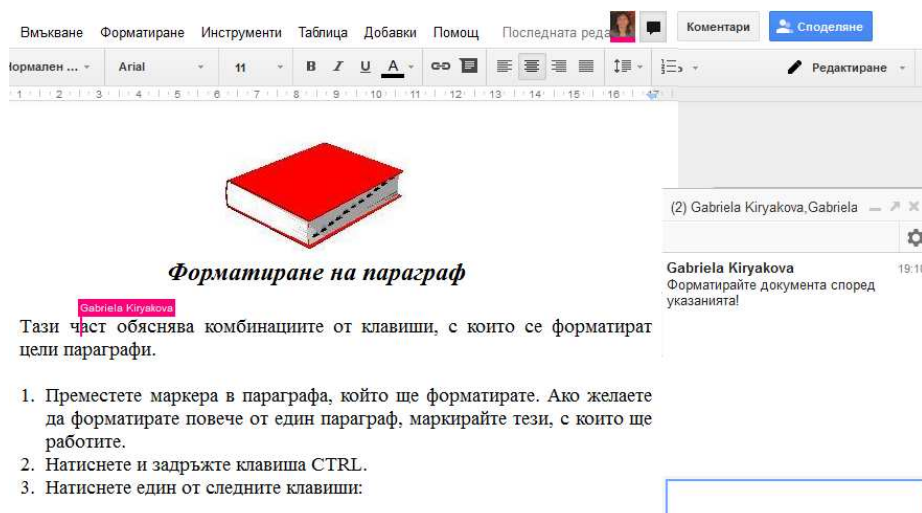 Вмъкване Форматиране Инструменти Таблица Добавки Помощ Последната реда Коментари Споделяне
Нормален ... Arial 11 B I U A Редактиране
1 2 3 4 5 6 7 8 9 10 11 12 13 14 15 16 17
(2) Gabriela Kiryakova,Gabriela
Gabriela Kiryakova 19:10
Форматирайте документа според
указанията!
Форматиране на параграф
Gabriela Kiryakova
Тази част обяснява комбинациите от клавиши, с които се форматират
цели параграфи.
1. Преместете маркера в параграфа, който ще форматирате. Ако желаете
да форматирате повече от един параграф, маркирайте тези, с които ще
работите.
2. Натиснете и задръжте клавиша CTRL.
3. Натиснете един от следните клавиши: